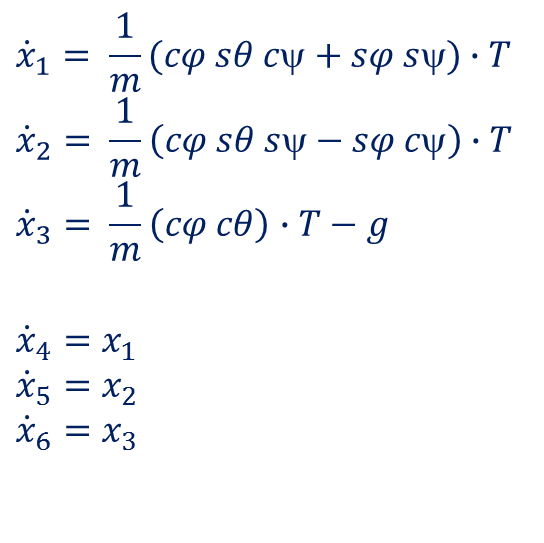 ẋ₁ = 1/m (cφ sθ cψ + sφ sψ) · T
ẋ₂ = 1/m (cφ sθ sψ − sφ cψ) · T
ẋ₃ = 1/m (cφ cθ) · T − g
ẋ₄ = x₁
ẋ₅ = x₂
ẋ₆ = x₃